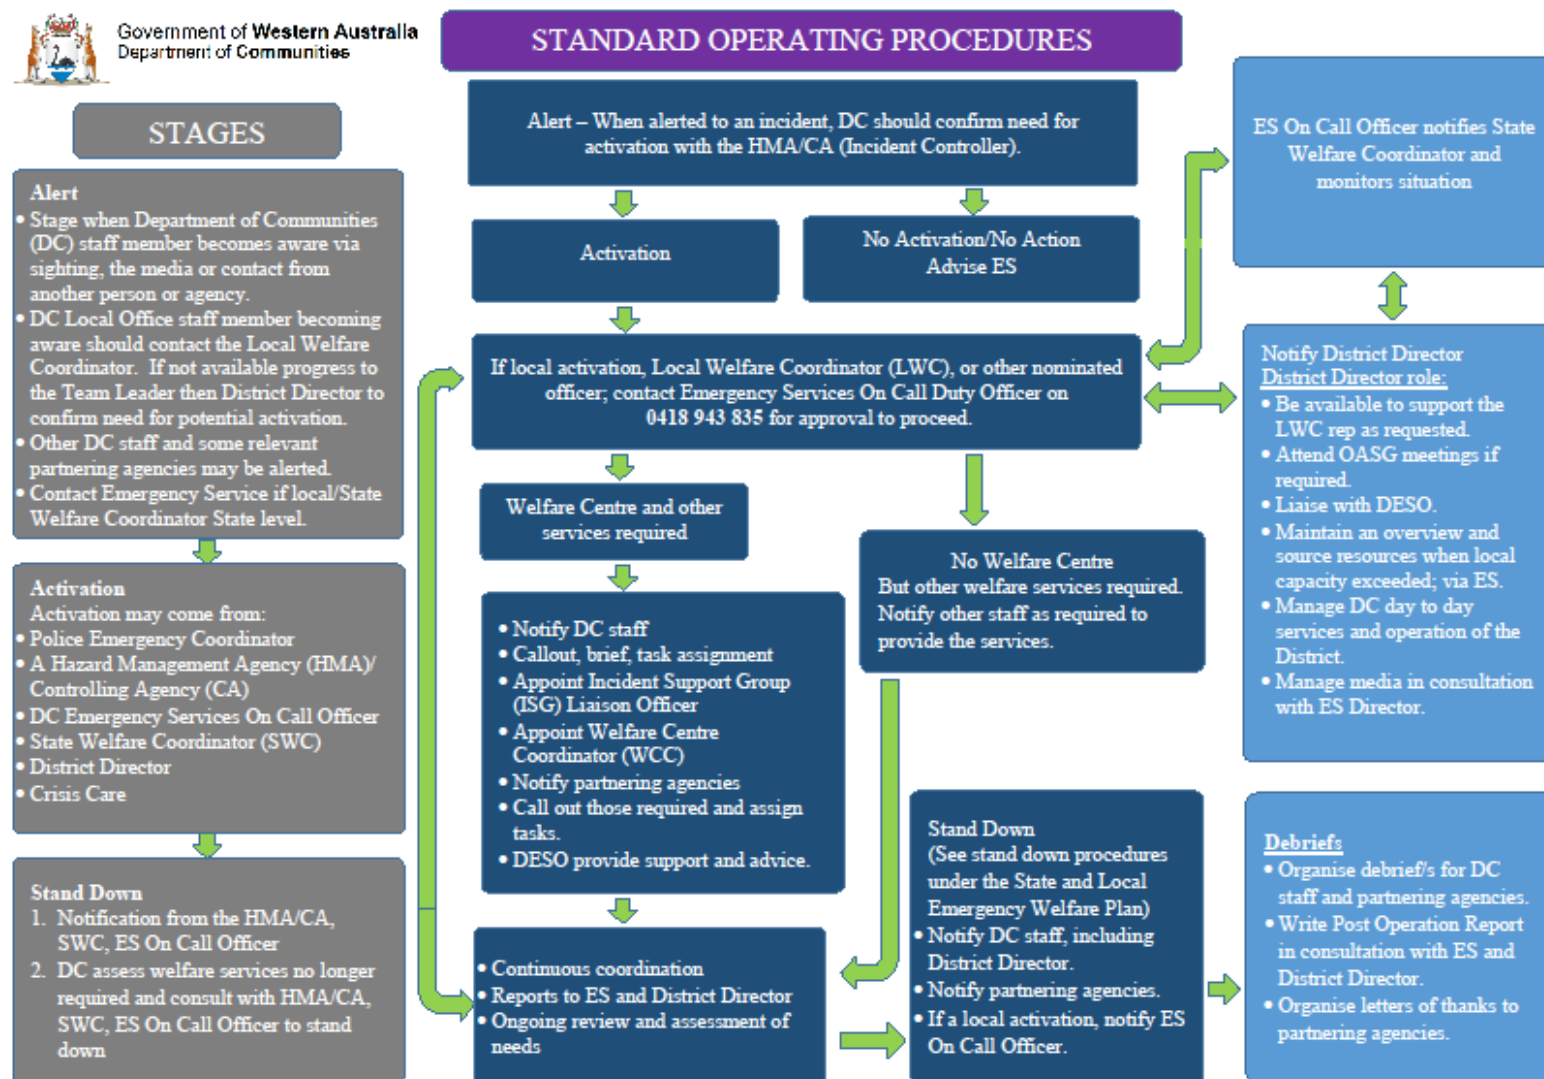 Government of Western Australia
Department of Communities
STANDARD OPERATING PROCEDURES
STAGES
Alert
• Stage when Department of Communities
(DC) staff member becomes aware via
sighting, the media or contact from
another person or agency.
• DC Local Office staff member becoming
aware should contact the Local Welfare
Coordinator. If not available progress to
the Team Leader then District Director to
confirm need for potential activation.
• Other DC staff and some relevant
partnering agencies may be alerted.
• Contact Emergency Service if local/State
Welfare Coordinator State level.
Activation
Activation may come from:
• Police Emergency Coordinator
• A Hazard Management Agency (HMA)/
Controlling Agency (CA)
• DC Emergency Services On Call Officer
• State Welfare Coordinator (SWC)
• District Director
• Crisis Care
Stand Down
1. Notification from the HMA/CA,
SWC, ES On Call Officer
2. DC assess welfare services no longer
required and consult with HMA/CA,
SWC, ES On Call Officer to stand
down
Alert – When alerted to an incident, DC should confirm need for
activation with the HMA/CA (Incident Controller).
Activation
No Activation/No Action
Advise ES
If local activation, Local Welfare Coordinator (LWC), or other nominated
officer; contact Emergency Services On Call Duty Officer on
0418 943 835 for approval to proceed.
Welfare Centre and other
services required
No Welfare Centre
But other welfare services required.
Notify other staff as required to
provide the services.
• Notify DC staff
• Callout, brief, task assignment
• Appoint Incident Support Group
(ISG) Liaison Officer
• Appoint Welfare Centre
Coordinator (WCC)
• Notify partnering agencies
• Call out those required and assign
tasks.
• DESO provide support and advice.
• Continuous coordination
• Reports to ES and District Director
• Ongoing review and assessment of
needs
Stand Down
(See stand down procedures
under the State and Local
Emergency Welfare Plan)
• Notify DC staff, including
District Director.
• Notify partnering agencies.
• If a local activation, notify ES
On Call Officer.
ES On Call Officer notifies State
Welfare Coordinator and
monitors situation
Notify District Director
District Director role:
• Be available to support the
LWC rep as requested.
• Attend OASG meetings if
required.
• Liaise with DESO.
• Maintain an overview and
source resources when local
capacity exceeded; via ES.
• Manage DC day to day
services and operation of the
District.
• Manage media in consultation
with ES Director.
Debriefs
• Organise debrief/s for DC
staff and partnering agencies.
• Write Post Operation Report
in consultation with ES and
District Director.
• Organise letters of thanks to
partnering agencies.